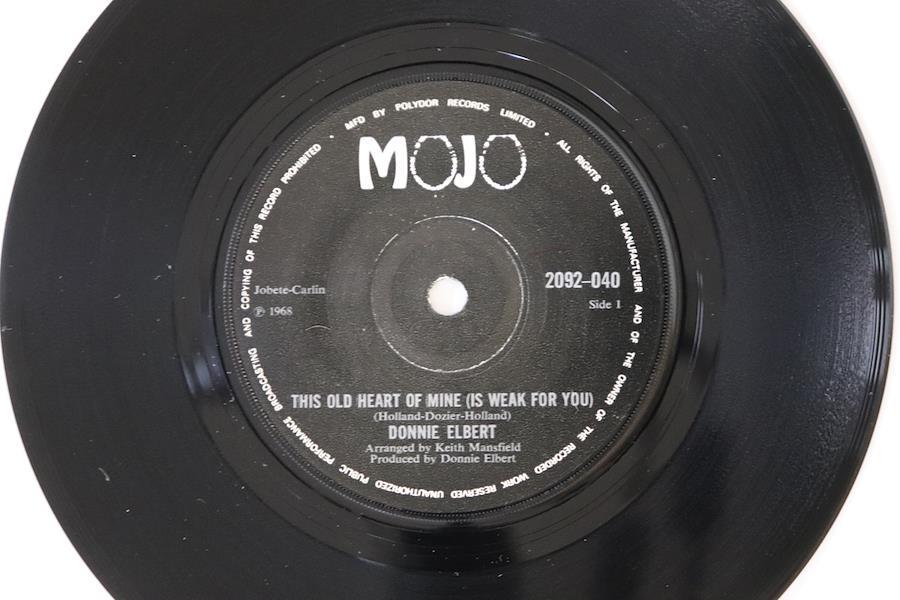 MFD BY POLYDOR RECORDS LIMITED • ALL RIGHTS OF THE MANUFACTURER AND OF THE OWNER OF THE RECORDED WORK RESERVED UNAUTHORIZED PUBLIC PERFORMANCE BROADCASTING AND COPYING OF THIS RECORD PROHIBITED •
MOJO
2092-040
Jobete-Carlin
Side 1
℗ 1968
THIS OLD HEART OF MINE (IS WEAK FOR YOU)
(Holland-Dozier-Holland)
DONNIE ELBERT
Arranged by Keith Mansfield
Produced by Donnie Elbert